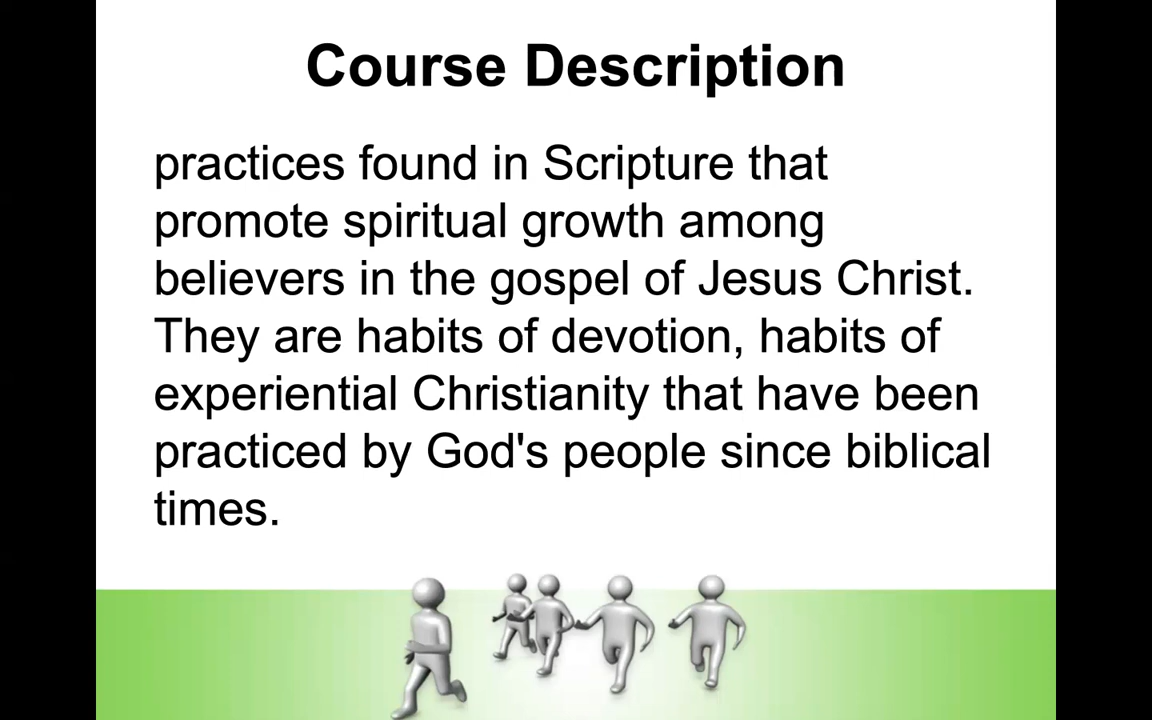 Course Description
practices found in Scripture that
promote spiritual growth among
believers in the gospel of Jesus Christ.
They are habits of devotion, habits of
experiential Christianity that have been
practiced by God's people since biblical
times.